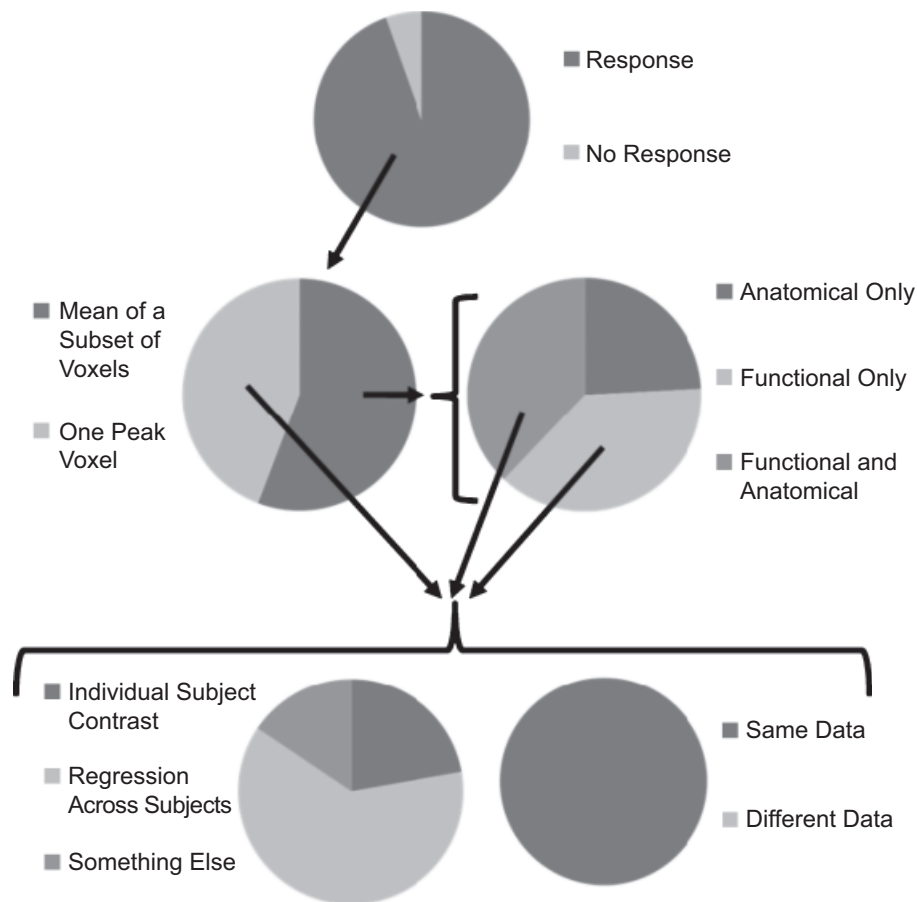 Response
No Response
Mean of a
Subset of
Voxels
One Peak
Voxel
Anatomical Only
Functional Only
Functional and
Anatomical
Individual Subject
Contrast
Regression
Across Subjects
Something Else
Same Data
Different Data